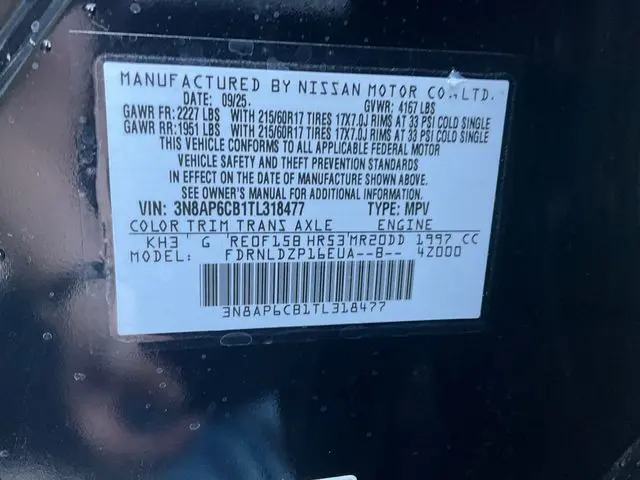 MANUFACTURED BY NISSAN MOTOR CO., LTD.
DATE: 09/25 GVWR: 4167 LBS
GAWR FR: 2227 LBS WITH 215/60R17 TIRES 17X7.0J RIMS AT 33 PSI COLD SINGLE
GAWR RR: 1951 LBS WITH 215/60R17 TIRES 17X7.0J RIMS AT 33 PSI COLD SINGLE
THIS VEHICLE CONFORMS TO ALL APPLICABLE FEDERAL MOTOR
VEHICLE SAFETY AND THEFT PREVENTION STANDARDS
IN EFFECT ON THE DATE OF MANUFACTURE SHOWN ABOVE.
SEE OWNER'S MANUAL FOR ADDITIONAL INFORMATION.
VIN: 3N8AP6CB1TL318477 TYPE: MPV
COLOR TRIM TRANS AXLE ENGINE
KH3 G RE0F15B HR53 MR20DD 1997 CC
MODEL: FDRNLDZP16EUA--B-- 4Z000
3N8AP6CB1TL318477